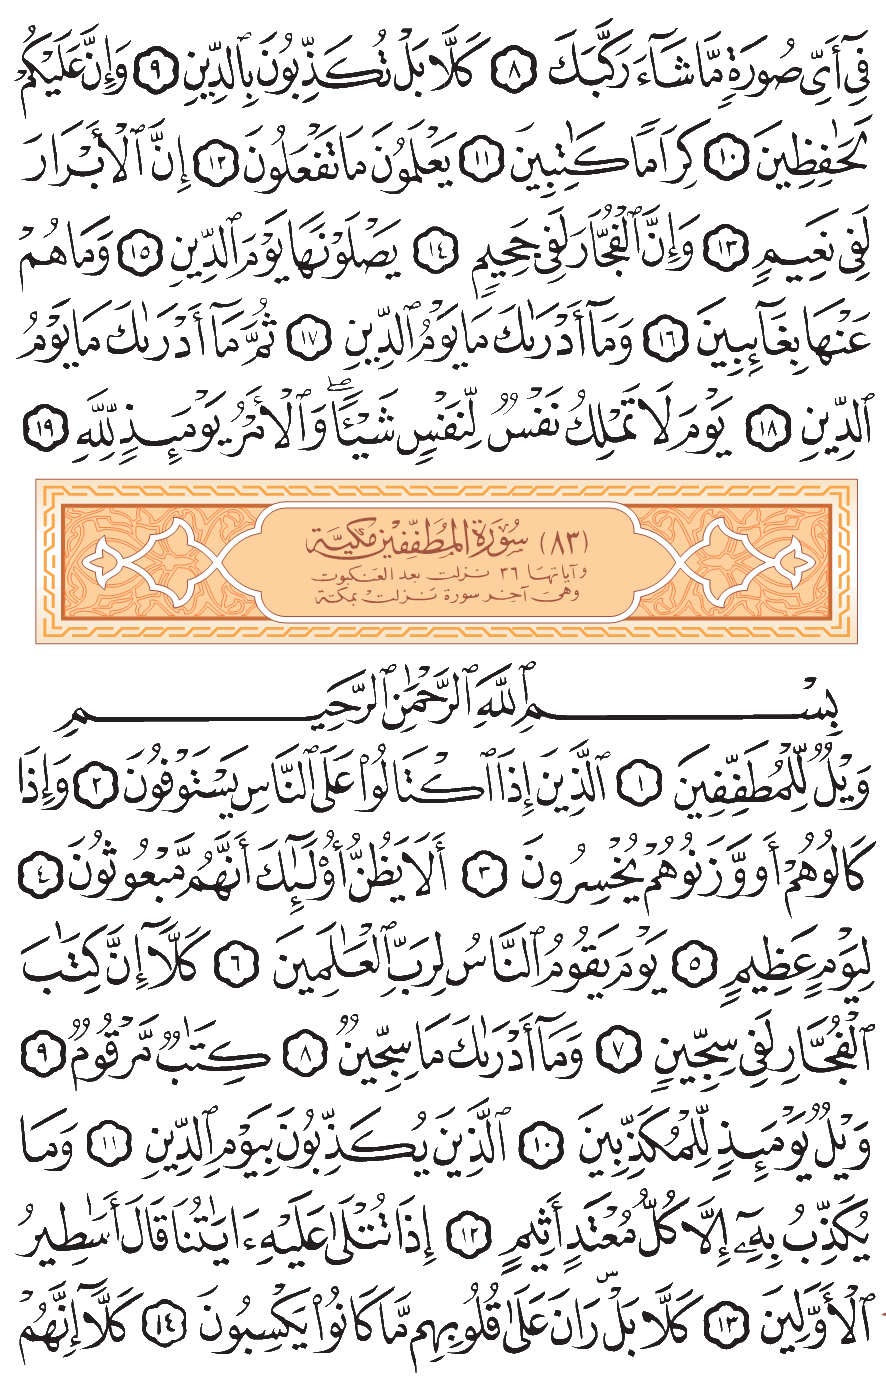 فِىٓ أَىِّ صُورَةٍ مَّا شَآءَ رَكَّبَكَ ٨ كَلَّا بَلْ تُكَذِّبُونَ بِٱلدِّينِ ٩ وَإِنَّ عَلَيْكُمْ
لَحَٰفِظِينَ ١٠ كِرَامًا كَٰتِبِينَ ١١ يَعْلَمُونَ مَا تَفْعَلُونَ ١٢ إِنَّ ٱلْأَبْرَارَ
لَفِى نَعِيمٍ ١٣ وَإِنَّ ٱلْفُجَّارَ لَفِى جَحِيمٍ ١٤ يَصْلَوْنَهَا يَوْمَ ٱلدِّينِ ١٥ وَمَا هُمْ
عَنْهَا بِغَآئِبِينَ ١٦ وَمَآ أَدْرَىٰكَ مَا يَوْمُ ٱلدِّينِ ١٧ ثُمَّ مَآ أَدْرَىٰكَ مَا يَوْمُ
ٱلدِّينِ ١٨ يَوْمَ لَا تَمْلِكُ نَفْسٌ لِّنَفْسٍ شَيْـًٔا ۖ وَٱلْأَمْرُ يَوْمَئِذٍ لِّلَّهِ ١٩
(٨٣) سُورَةُ المُطَفِّفِين مَكيَّة
وآياتها ٣٦ نزلت بعد العنكبوت
وهى آخر سورة نزلت بمكة
بِسْمِ ٱللَّهِ ٱلرَّحْمَٰنِ ٱلرَّحِيمِ
وَيْلٌ لِّلْمُطَفِّفِينَ ١ ٱلَّذِينَ إِذَا ٱكْتَالُوا۟ عَلَى ٱلنَّاسِ يَسْتَوْفُونَ ٢ وَإِذَا
كَالُوهُمْ أَو وَّزَنُوهُمْ يُخْسِرُونَ ٣ أَلَا يَظُنُّ أُو۟لَٰٓئِكَ أَنَّهُم مَّبْعُوثُونَ ٤
لِيَوْمٍ عَظِيمٍ ٥ يَوْمَ يَقُومُ ٱلنَّاسُ لِرَبِّ ٱلْعَٰلَمِينَ ٦ كَلَّآ إِنَّ كِتَٰبَ
ٱلْفُجَّارِ لَفِى سِجِّينٍ ٧ وَمَآ أَدْرَىٰكَ مَا سِجِّينٌ ٨ كِتَٰبٌ مَّرْقُومٌ ٩
وَيْلٌ يَوْمَئِذٍ لِّلْمُكَذِّبِينَ ١٠ ٱلَّذِينَ يُكَذِّبُونَ بِيَوْمِ ٱلدِّينِ ١١ وَمَا
يُكَذِّبُ بِهِۦٓ إِلَّا كُلُّ مُعْتَدٍ أَثِيمٍ ١٢ إِذَا تُتْلَىٰ عَلَيْهِ ءَايَٰتُنَا قَالَ أَسَٰطِيرُ
ٱلْأَوَّلِينَ ١٣ كَلَّا بَلْ ۜ رَانَ عَلَىٰ قُلُوبِهِم مَّا كَانُوا۟ يَكْسِبُونَ ١٤ كَلَّآ إِنَّهُمْ